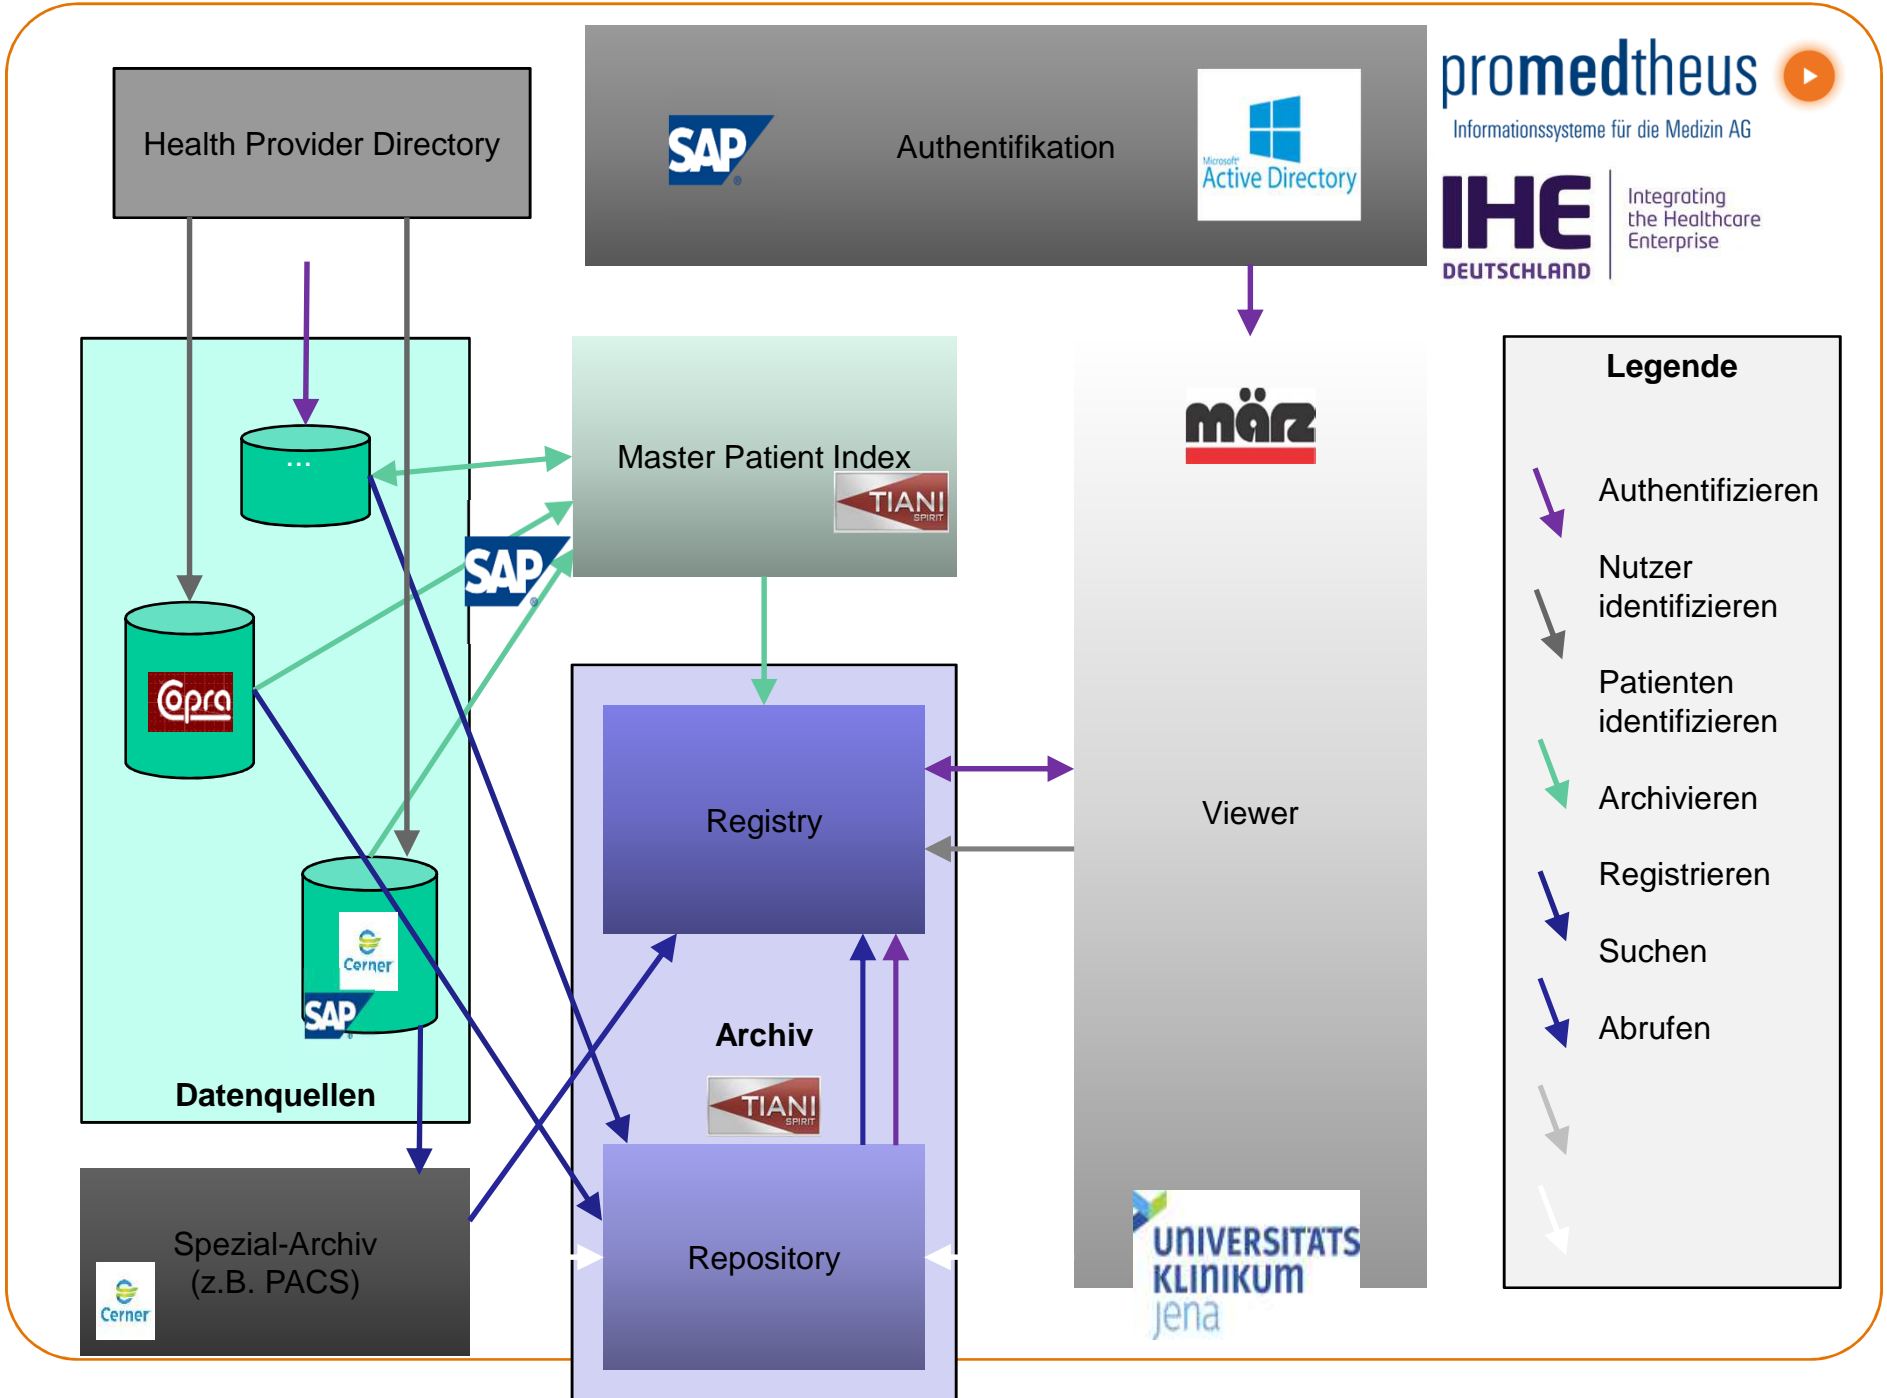 Health Provider Directory
SAP
®
Authentifikation
Microsoft®
Active Directory
promedtheus
Informationssysteme für die Medizin AG
IHE
DEUTSCHLAND
Integrating
the Healthcare
Enterprise
...
Master Patient Index
TIANI
SPIRIT
SAP
®
Copra
märz
Legende
Authentifizieren
Nutzer
identifizieren
Patienten
identifizieren
Archivieren
Registrieren
Suchen
Abrufen
Registry
Viewer
Cerner
SAP
Datenquellen
Archiv
TIANI
SPIRIT
Spezial-Archiv
(z.B. PACS)
Cerner
Repository
UNIVERSITÄTS
KLINIKUM
jena